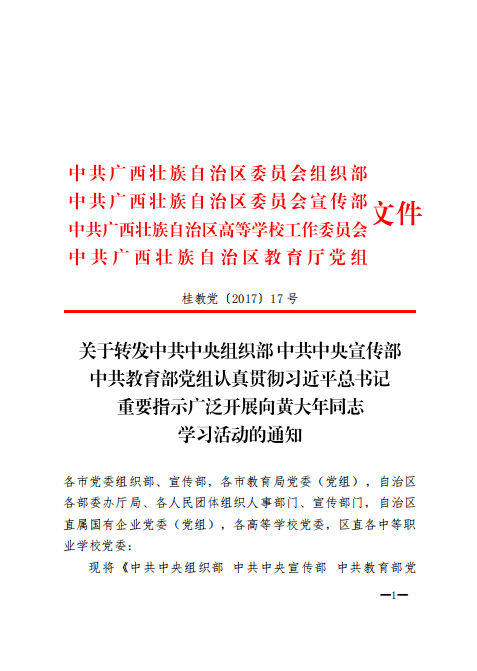 中共广西壮族自治区委员会组织部
中共广西壮族自治区委员会宣传部
中共广西壮族自治区高等学校工作委员会
中共广西壮族自治区教育厅党组
文件
桂教党〔2017〕17号
关于转发中共中央组织部 中共中央宣传部
中共教育部党组认真贯彻习近平总书记
重要指示广泛开展向黄大年同志
学习活动的通知
各市党委组织部、宣传部，各市教育局党委（党组），自治区
各部委办厅局、各人民团体组织人事部门、宣传部门，自治区
直属国有企业党委（党组），各高等学校党委，区直各中等职
业学校党委：
现将《中共中央组织部 中共中央宣传部 中共教育部党
—1—